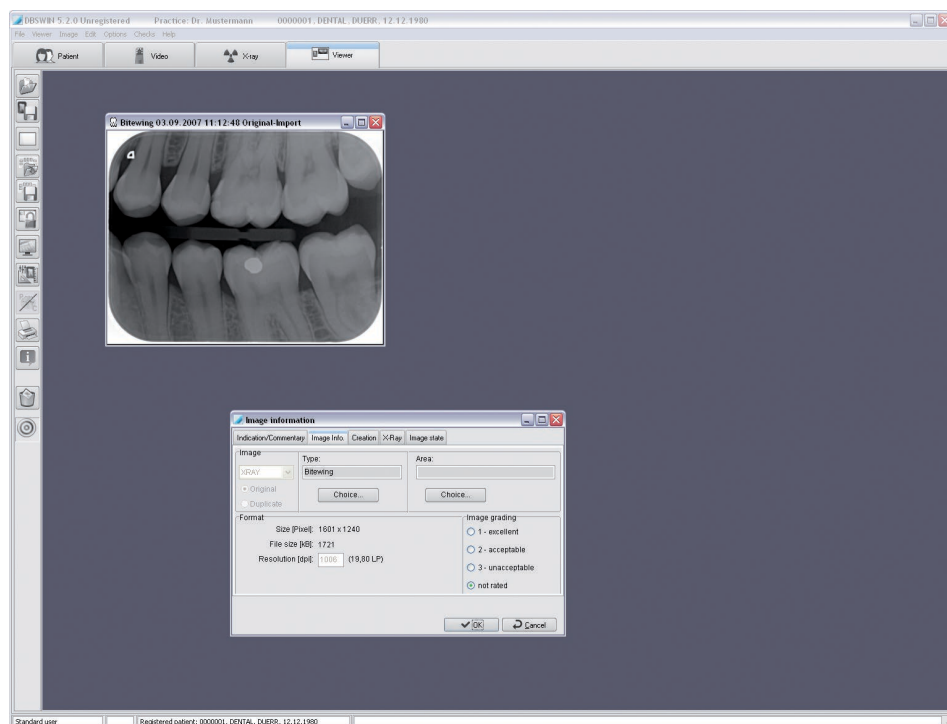 DBSWIN 5.2.0 Unregistered Practice: Dr. Mustermann 0000001, DENTAL, DUERR, 12.12.1980
File Viewer Image Edit Options Checks Help
Patient Video X-ray Viewer
Bitewing 03.09.2007 11:12:48 Original-Import
Image information
Indication/Commentary Image Info. Creation X-Ray Image state
Image
Type:
Area:
XRAY
Bitewing
Original
Duplicate
Choice...
Choice...
Format
Size [Pixel]: 1601 x 1240
File size [kB]: 1721
Resolution [dpi]: 1006 (19,80 LP)
Image grading
1 - excellent
2 - acceptable
3 - unacceptable
not rated
OK Cancel
Standard user Registered patient: 0000001, DENTAL, DUERR, 12.12.1980